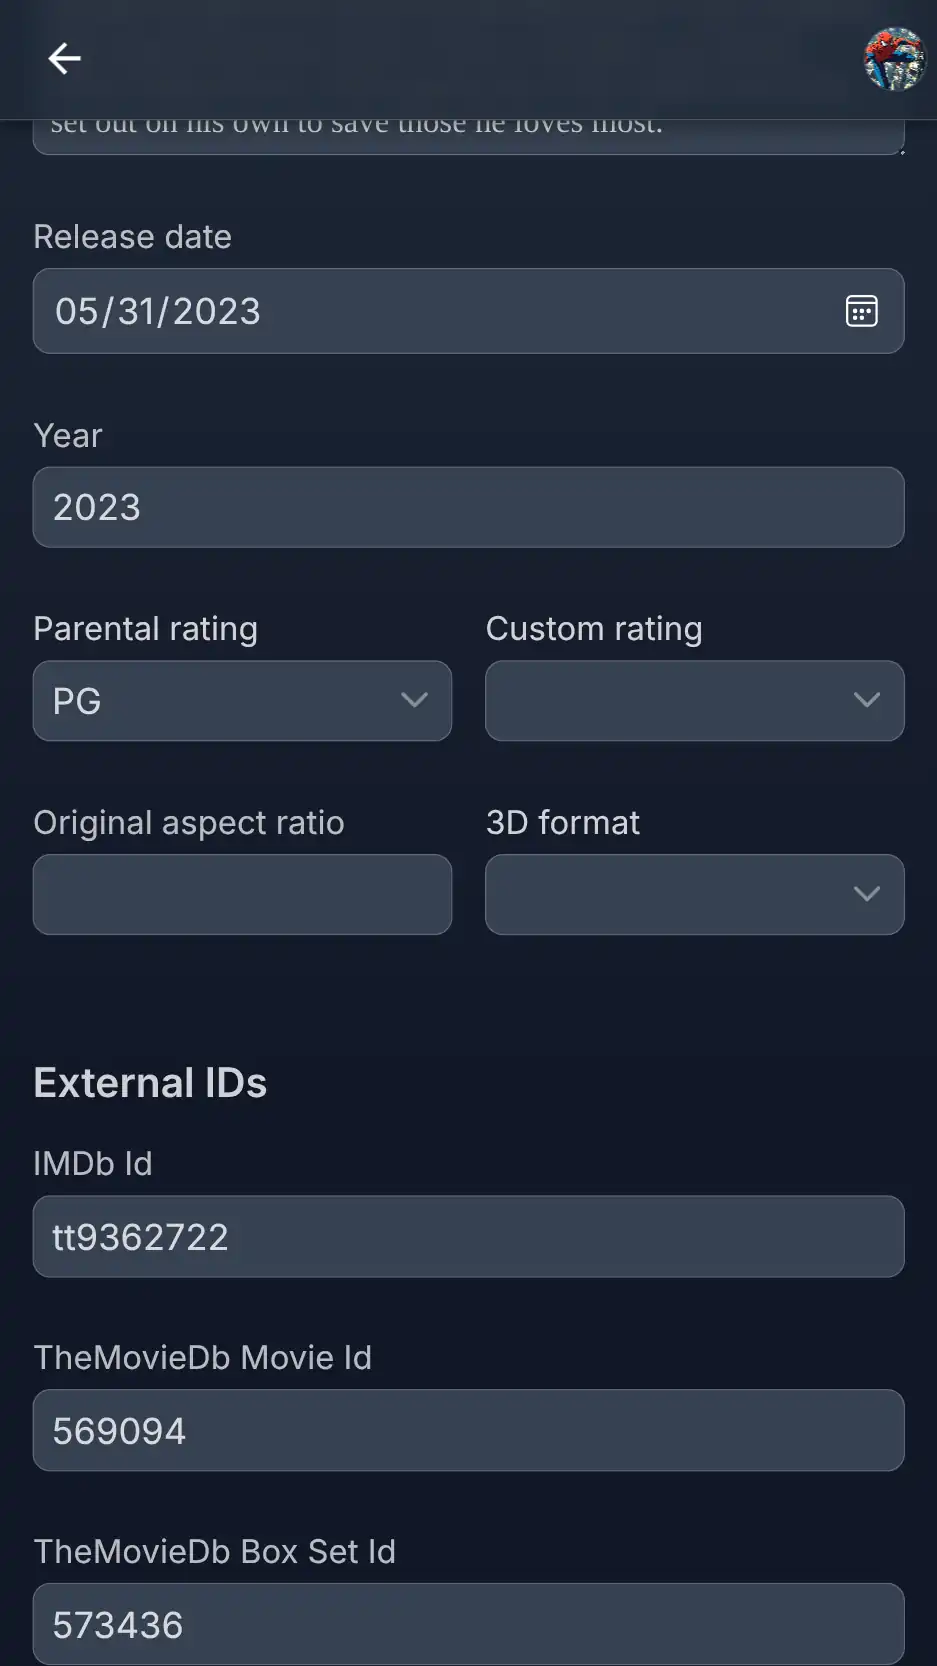 set out on his own to save those he loves most.
Release date
05/31/2023
Year
2023
Parental rating
Custom rating
PG
Original aspect ratio
3D format
External IDs
IMDb Id
tt9362722
TheMovieDb Movie Id
569094
TheMovieDb Box Set Id
573436